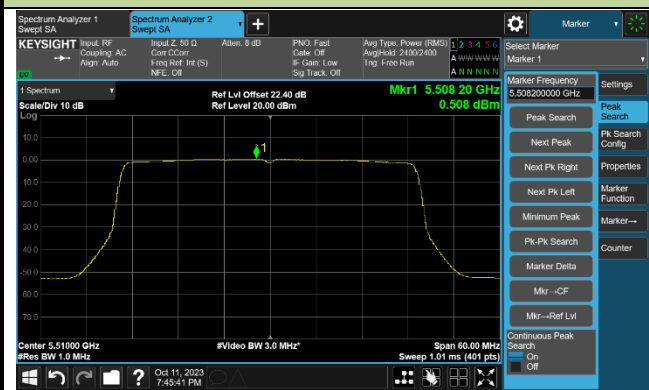 Spectrum Analyzer 1
Swept SA
Spectrum Analyzer 2
Swept SA
Marker
KEYSIGHT
Input: RF
Coupling: AC
Align: Auto
Input Z: 50 Ω
Corr CCorr
Freq Ref: Int (S)
NFE: Off
Atten: 8 dB
PNO: Fast
Gate: Off
IF Gain: Low
Sig Track: Off
Avg Type: Power (RMS)
Avg|Hold: 2400/2400
Trig: Free Run
1 2 3 4 5 6
A W W W W W
A N N N N N
Select Marker
Marker 1
1 Spectrum
Scale/Div 10 dB
Log
Ref Lvl Offset 22.40 dB
Ref Level 20.00 dBm
Mkr1 5.508 20 GHz
0.508 dBm
10.0
0.00
-10.0
-20.0
-30.0
-40.0
-50.0
-60.0
-70.0
1
Center 5.51000 GHz
#Res BW 1.0 MHz
#Video BW 3.0 MHz*
Span 60.00 MHz
Sweep 1.01 ms (401 pts)
Marker Frequency
5.508200000 GHz
Peak Search
Next Peak
Next Pk Right
Next Pk Left
Minimum Peak
Pk-Pk Search
Marker Delta
Mkr→CF
Mkr→Ref Lvl
Continuous Peak
Search
On
Off
Settings
Peak
Search
Pk Search
Config
Properties
Marker
Function
Marker→
Counter
?
Oct 11, 2023
7:45:41 PM